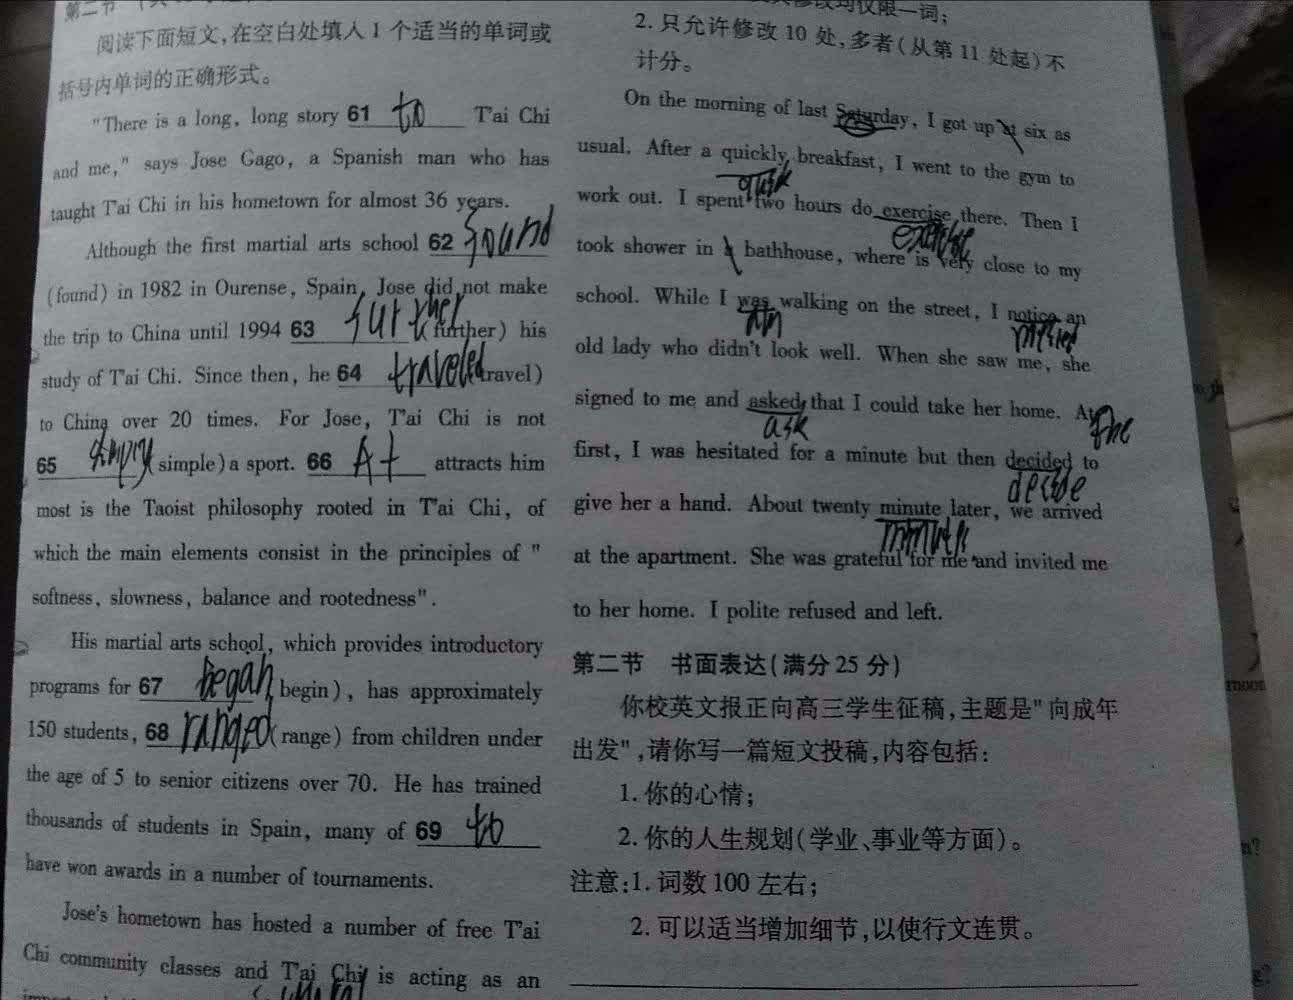 第二节
阅读下面短文,在空白处填入1个适当的单词或
括号内单词的正确形式。
"There is a long, long story 61 to T'ai Chi
and me," says Jose Gago, a Spanish man who has
taught T'ai Chi in his hometown for almost 36 years.
Although the first martial arts school 62 found
(found) in 1982 in Ourense, Spain, Jose did not make
the trip to China until 1994 63 further (further) his
study of T'ai Chi. Since then, he 64 traveled (travel)
to China over 20 times. For Jose, T'ai Chi is not
65 simply (simple) a sport. 66 At attracts him
most is the Taoist philosophy rooted in T'ai Chi, of
which the main elements consist in the principles of "
softness, slowness, balance and rootedness".
His martial arts school, which provides introductory
programs for 67 began (begin), has approximately
150 students, 68 ranged (range) from children under
the age of 5 to senior citizens over 70. He has trained
thousands of students in Spain, many of 69 to
have won awards in a number of tournaments.
Jose's hometown has hosted a number of free T'ai
Chi community classes and T'ai Chi is acting as an
仅限一词;
2. 只允许修改 10 处,多者(从第 11 处起)不
计分。
On the morning of last Saturday, I got up at six as
usual. After a quickly breakfast, I went to the gym to
quick
work out. I spent two hours do exercise there. Then I
took shower in a bathhouse, where is very close to my
school. While I was walking on the street, I notice an
am noticed
old lady who didn't look well. When she saw me, she
signed to me and asked that I could take her home. At
ask the
first, I was hesitated for a minute but then decided to
decide
give her a hand. About twenty minute later, we arrived
at the apartment. She was grateful for me and invited me
to her home. I polite refused and left.
第二节 书面表达(满分 25 分)
你校英文报正向高三学生征稿,主题是"向成年
出发",请你写一篇短文投稿,内容包括:
1. 你的心情;
2. 你的人生规划(学业、事业等方面)。
注意:1. 词数 100 左右;
2. 可以适当增加细节,以使行文连贯。